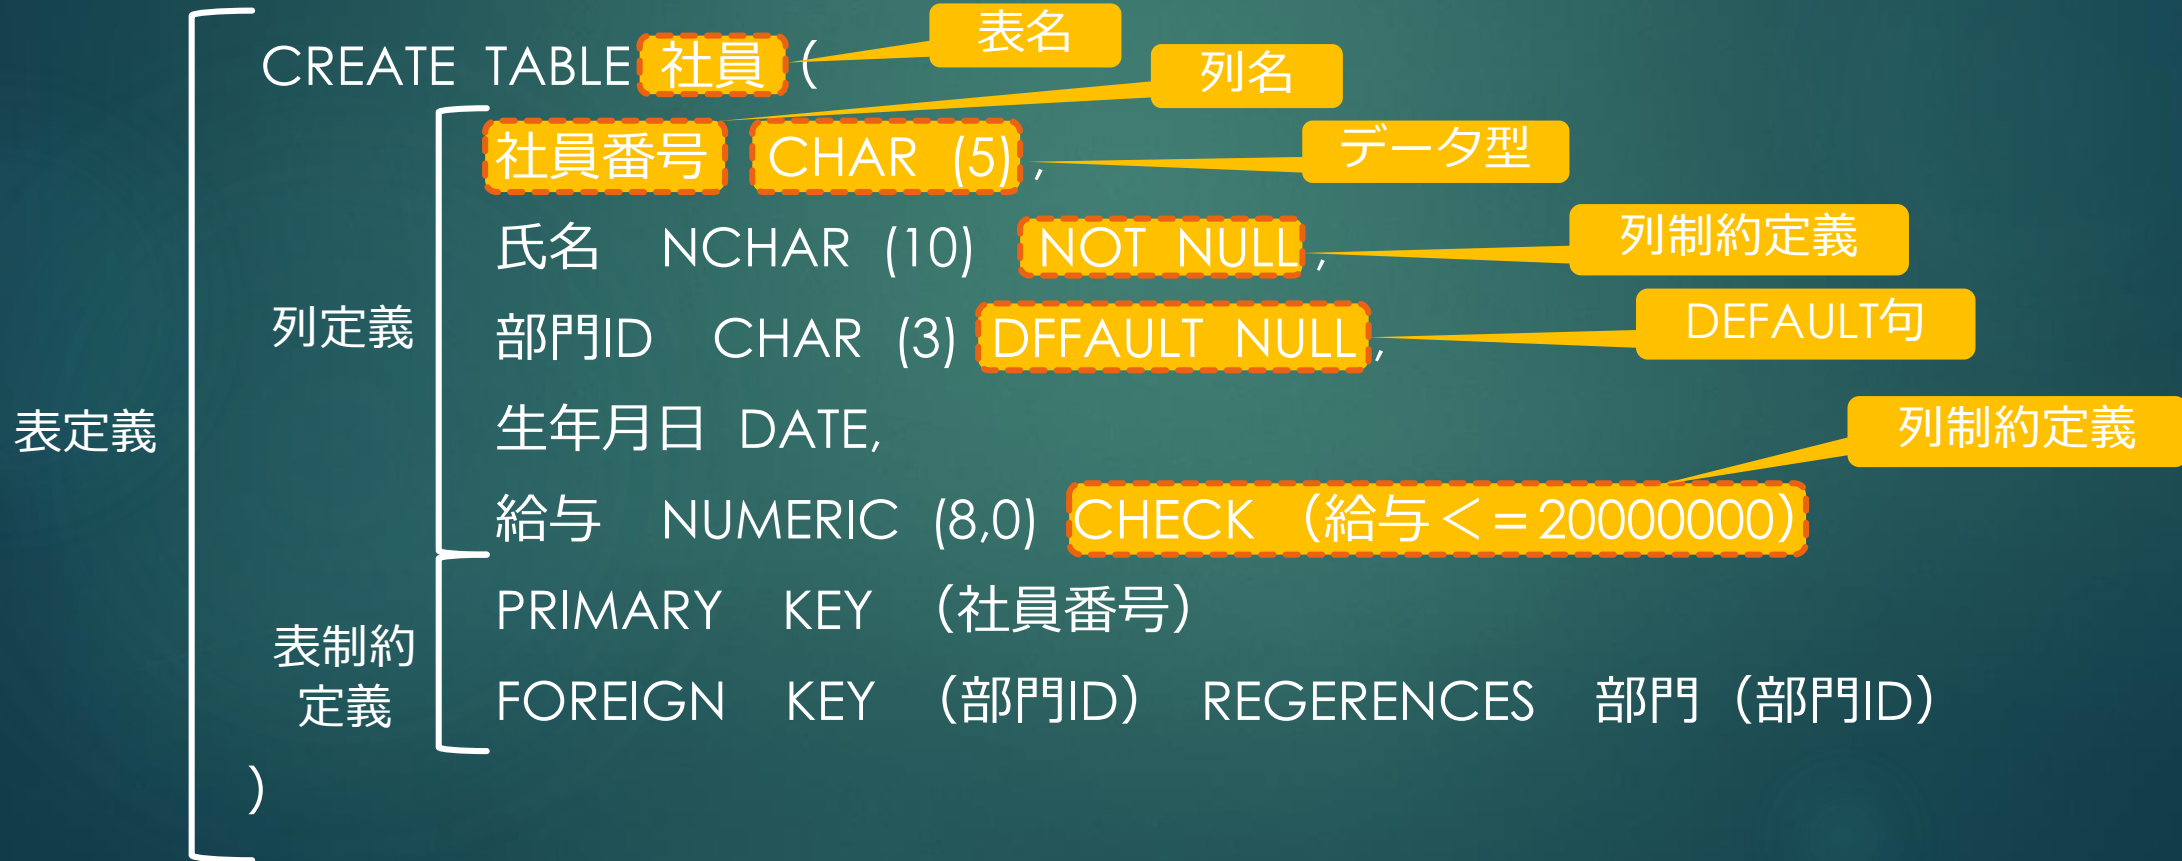 表名
CREATE TABLE 社員 (
列名
社員番号 CHAR (5) ,
データ型
氏名 NCHAR (10) NOT NULL ,
列制約定義
列定義
部門ID CHAR (3) DFFAULT NULL ,
DEFAULT句
表定義
生年月日 DATE,
列制約定義
給与 NUMERIC (8,0) CHECK （給与＜=20000000）
PRIMARY KEY （社員番号）
表制約
定義
FOREIGN KEY （部門ID） REGERENCES 部門（部門ID）
)